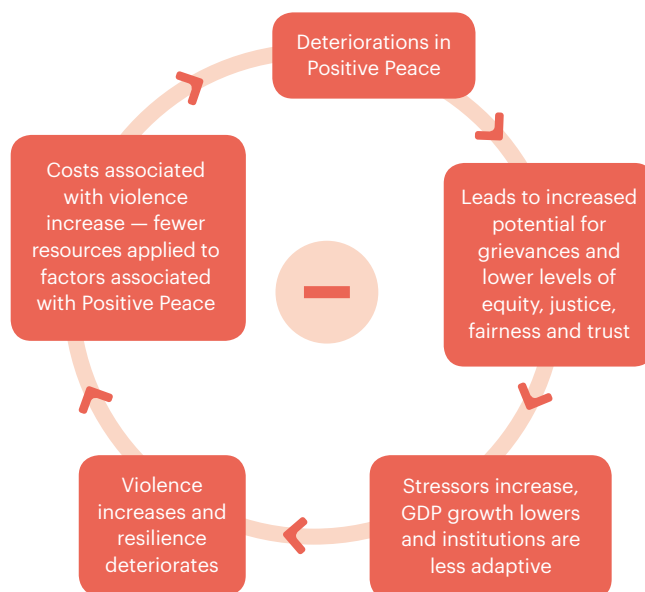 Deteriorations in
Positive Peace
Leads to increased
potential for
grievances and
lower levels of
equity, justice,
fairness and trust
Stressors increase,
GDP growth lowers
and institutions are
less adaptive
Violence
increases and
resilience
deteriorates
Costs associated
with violence
increase — fewer
resources applied to
factors associated
with Positive Peace